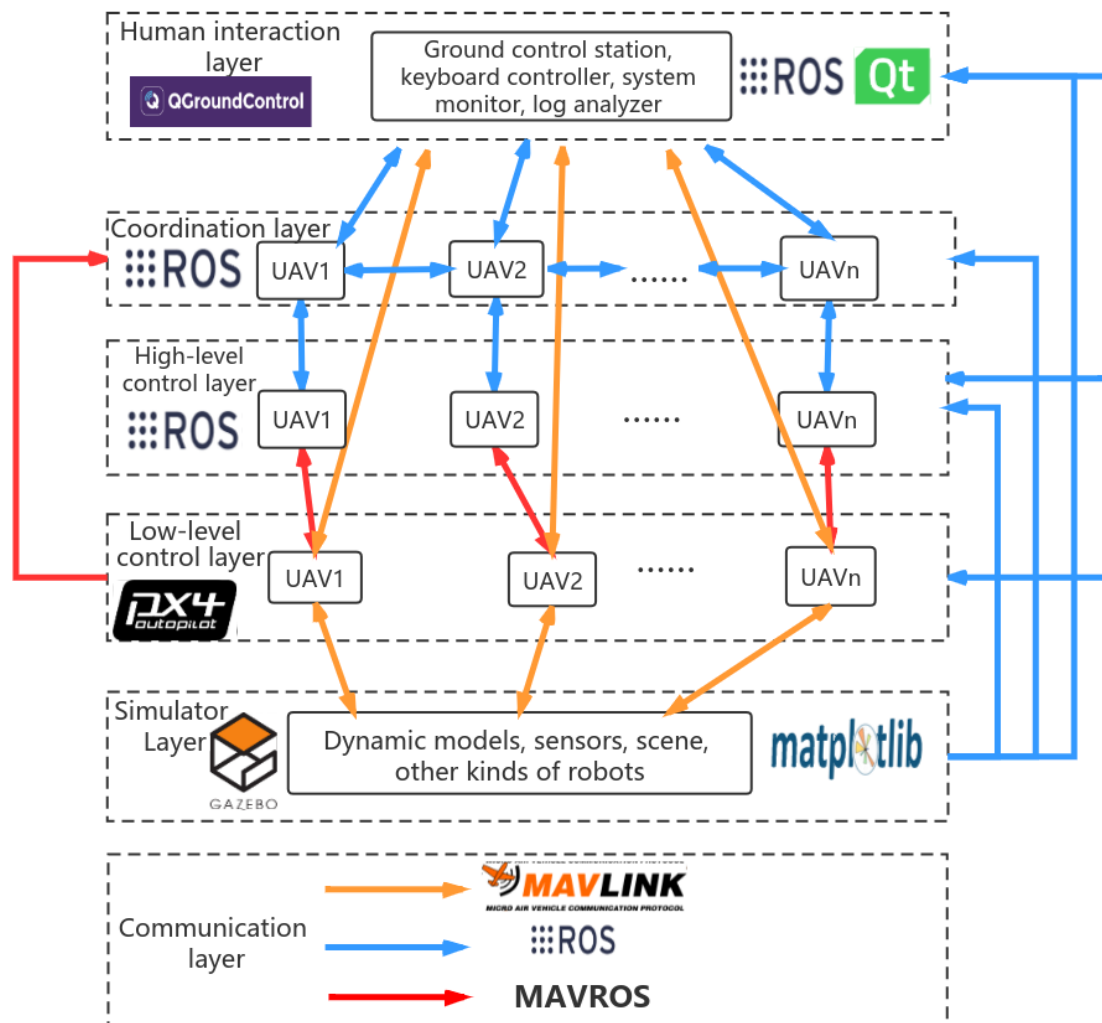 Human interaction
layer
QGroundControl
Ground control station,
keyboard controller, system
monitor, log analyzer
ROS
Qt
Coordination layer
ROS
UAV1
UAV2
......
UAVn
High-level
control layer
ROS
UAV1
UAV2
......
UAVn
Low-level
control layer
px4
autopilot
UAV1
UAV2
......
UAVn
Simulator
Layer
GAZEBO
Dynamic models, sensors, scene,
other kinds of robots
matplotlib
Communication
layer
MAVLINK
MICRO AIR VEHICLE COMMUNICATION PROTOCOL
ROS
MAVROS